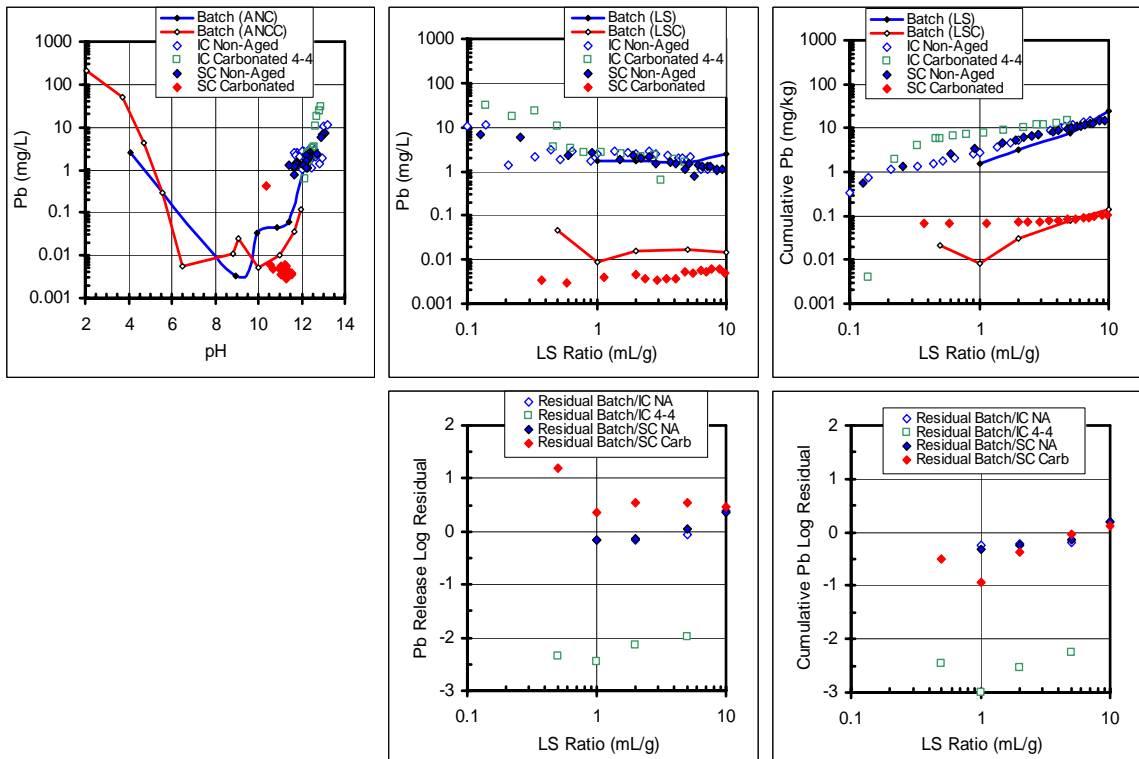 Batch (ANC)
Batch (ANCC)
IC Non-Aged
IC Carbonated 4-4
SC Non-Aged
SC Carbonated
Pb (mg/L)
1000
100
10
1
0.1
0.01
0.001
2 4 6 8 10 12 14
pH
Batch (LS)
Batch (LSC)
IC Non-Aged
IC Carbonated 4-4
SC Non-Aged
SC Carbonated
Pb (mg/L)
1000
100
10
1
0.1
0.01
0.001
0.1 1 10
LS Ratio (mL/g)
Batch (LS)
Batch (LSC)
IC Non-Aged
IC Carbonated 4-4
SC Non-Aged
SC Carbonated
Cumulative Pb (mg/kg)
1000
100
10
1
0.1
0.01
0.001
0.1 1 10
LS Ratio (mL/g)
Residual Batch/IC NA
Residual Batch/IC 4-4
Residual Batch/SC NA
Residual Batch/SC Carb
Pb Release Log Residual
2
1
0
-1
-2
-3
0.1 1 10
LS Ratio (mL/g)
Residual Batch/IC NA
Residual Batch/IC 4-4
Residual Batch/SC NA
Residual Batch/SC Carb
Cumulative Pb Log Residual
2
1
0
-1
-2
-3
0.1 1 10
LS Ratio (mL/g)